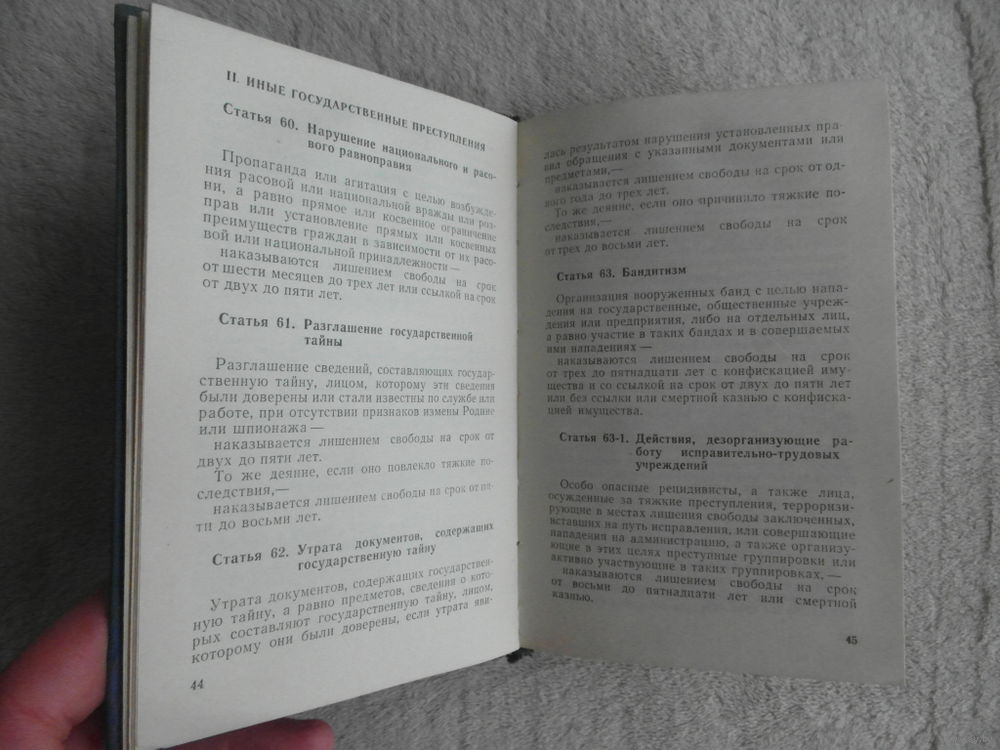 II. ИНЫЕ ГОСУДАРСТВЕННЫЕ ПРЕСТУПЛЕНИЯ
Статья 60. Нарушение национального и расо-
вого равноправия
Пропаганда или агитация с целью возбужде-
ния расовой или национальной вражды или роз-
ни, а равно прямое или косвенное ограничение
прав или установление прямых или косвенных
преимуществ граждан в зависимости от их расо-
вой или национальной принадлежности —
наказываются лишением свободы на срок
от шести месяцев до трех лет или ссылкой на срок
от двух до пяти лет.
Статья 61. Разглашение государственной
тайны
Разглашение сведений, составляющих государ-
ственную тайну, лицом, которому эти сведения
были доверены или стали известны по службе или
работе, при отсутствии признаков измены Родине
или шпионажа —
наказывается лишением свободы на срок от
двух до пяти лет.
То же деяние, если оно повлекло тяжкие по-
следствия,—
наказывается лишением свободы на срок от пя-
ти до восьми лет.
Статья 62. Утрата документов, содержащих
государственную тайну
Утрата документов, содержащих государствен-
ную тайну, а равно предметов, сведения о кото-
рых составляют государственную тайну, лицом,
которому они были доверены, если утрата яви-
44
лась результатом нарушения установленных пра-
вил обращения с указанными документами или
предметами,—
наказывается лишением свободы на срок от од-
ного года до трех лет.
То же деяние, если оно причинило тяжкие по-
следствия,—
наказывается лишением свободы на срок
от трех до восьми лет.
Статья 63. Бандитизм
Организация вооруженных банд с целью напа-
дения на государственные, общественные учреж-
дения или предприятия, либо на отдельных лиц,
а равно участие в таких бандах и в совершаемых
ими нападениях —
наказываются лишением свободы на срок
от трех до пятнадцати лет с конфискацией иму-
щества и со ссылкой на срок от двух до пяти лет
или без ссылки или смертной казнью с конфиска-
цией имущества.
Статья 63-1. Действия, дезорганизующие ра-
боту исправительно-трудовых
учреждений
Особо опасные рецидивисты, а также лица,
осужденные за тяжкие преступления, терроризи-
рующие в местах лишения свободы заключенных,
вставших на путь исправления, или совершающие
нападения на администрацию, а также организу-
ющие в этих целях преступные группировки или
активно участвующие в таких группировках,—
наказываются лишением свободы на срок
от восьми до пятнадцати лет или смертной
казнью.
45